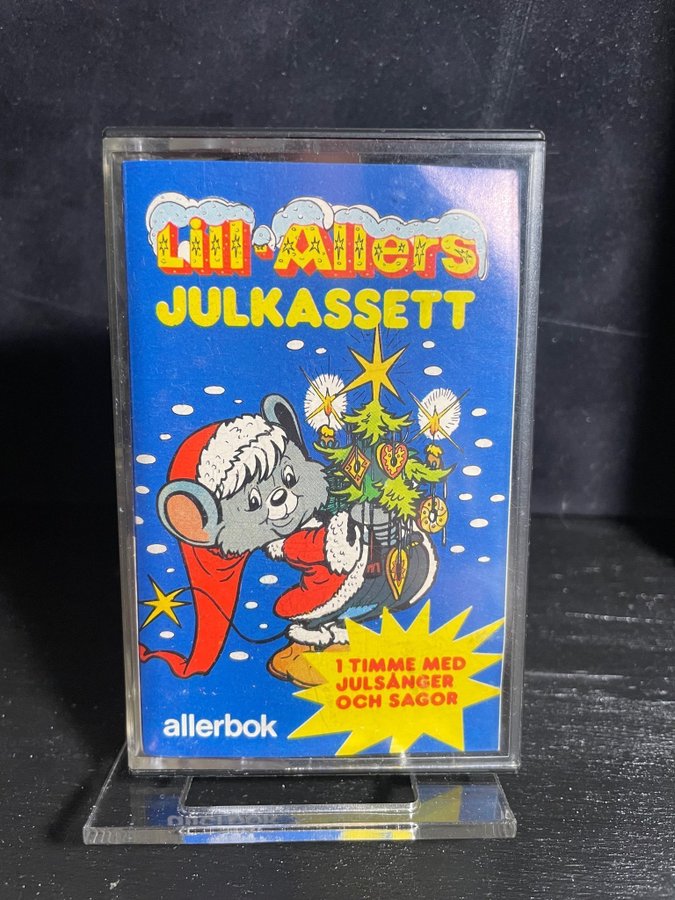 Lill-Allers
JULKASSETT
1 TIMME MED
JULSÅNGER
OCH SAGOR
allerbok